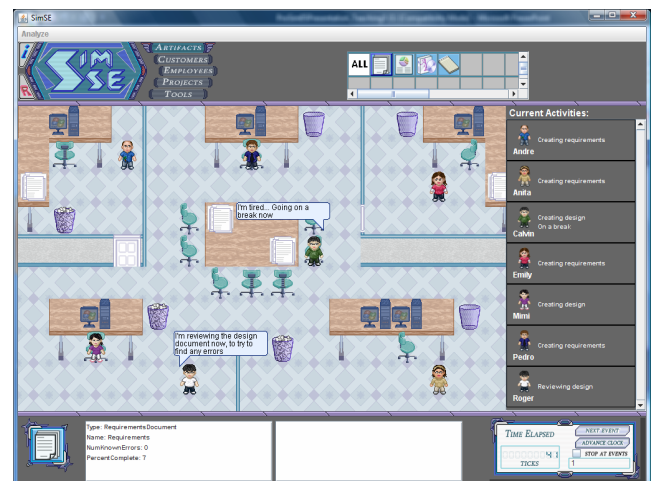 SimSE
Analyze
SIMSE
ARTIFACTS
CUSTOMERS
EMPLOYEES
PROJECTS
TOOLS
ALL
Current Activities:
Creating requirements
Andre
Creating requirements
Anita
Creating design
On a break
Calvin
Creating requirements
Emily
Creating design
Mimi
Creating requirements
Pedro
Reviewing design
Roger
I'm tired... Going on a
break now
I'm reviewing the design
document now, to try to
find any errors
Type: RequirementsDocument
Name: Requirements
NumKnownErrors: 0
PercentComplete: 7
TIME ELAPSED
41
TICKS
NEXT EVENT
ADVANCE CLOCK
STOP AT EVENTS
1